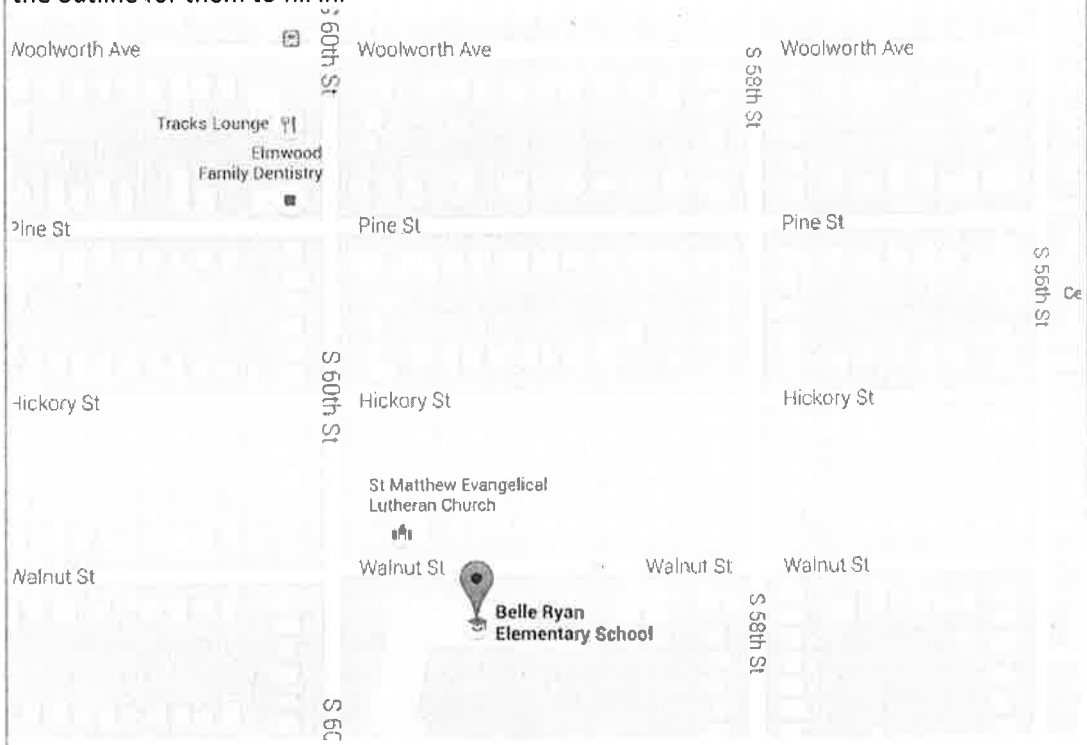 Woolworth Ave
S 60th St
Woolworth Ave
S 58th St
Woolworth Ave
Tracks Lounge
Elmwood
Family Dentistry
Pine St
Pine St
Pine St
S 56th St
Ce
S 60th St
Hickory St
Hickory St
Hickory St
St Matthew Evangelical
Lutheran Church
Walnut St
Walnut St
Walnut St
Walnut St
Belle Ryan
Elementary School
S 58th St
S 60